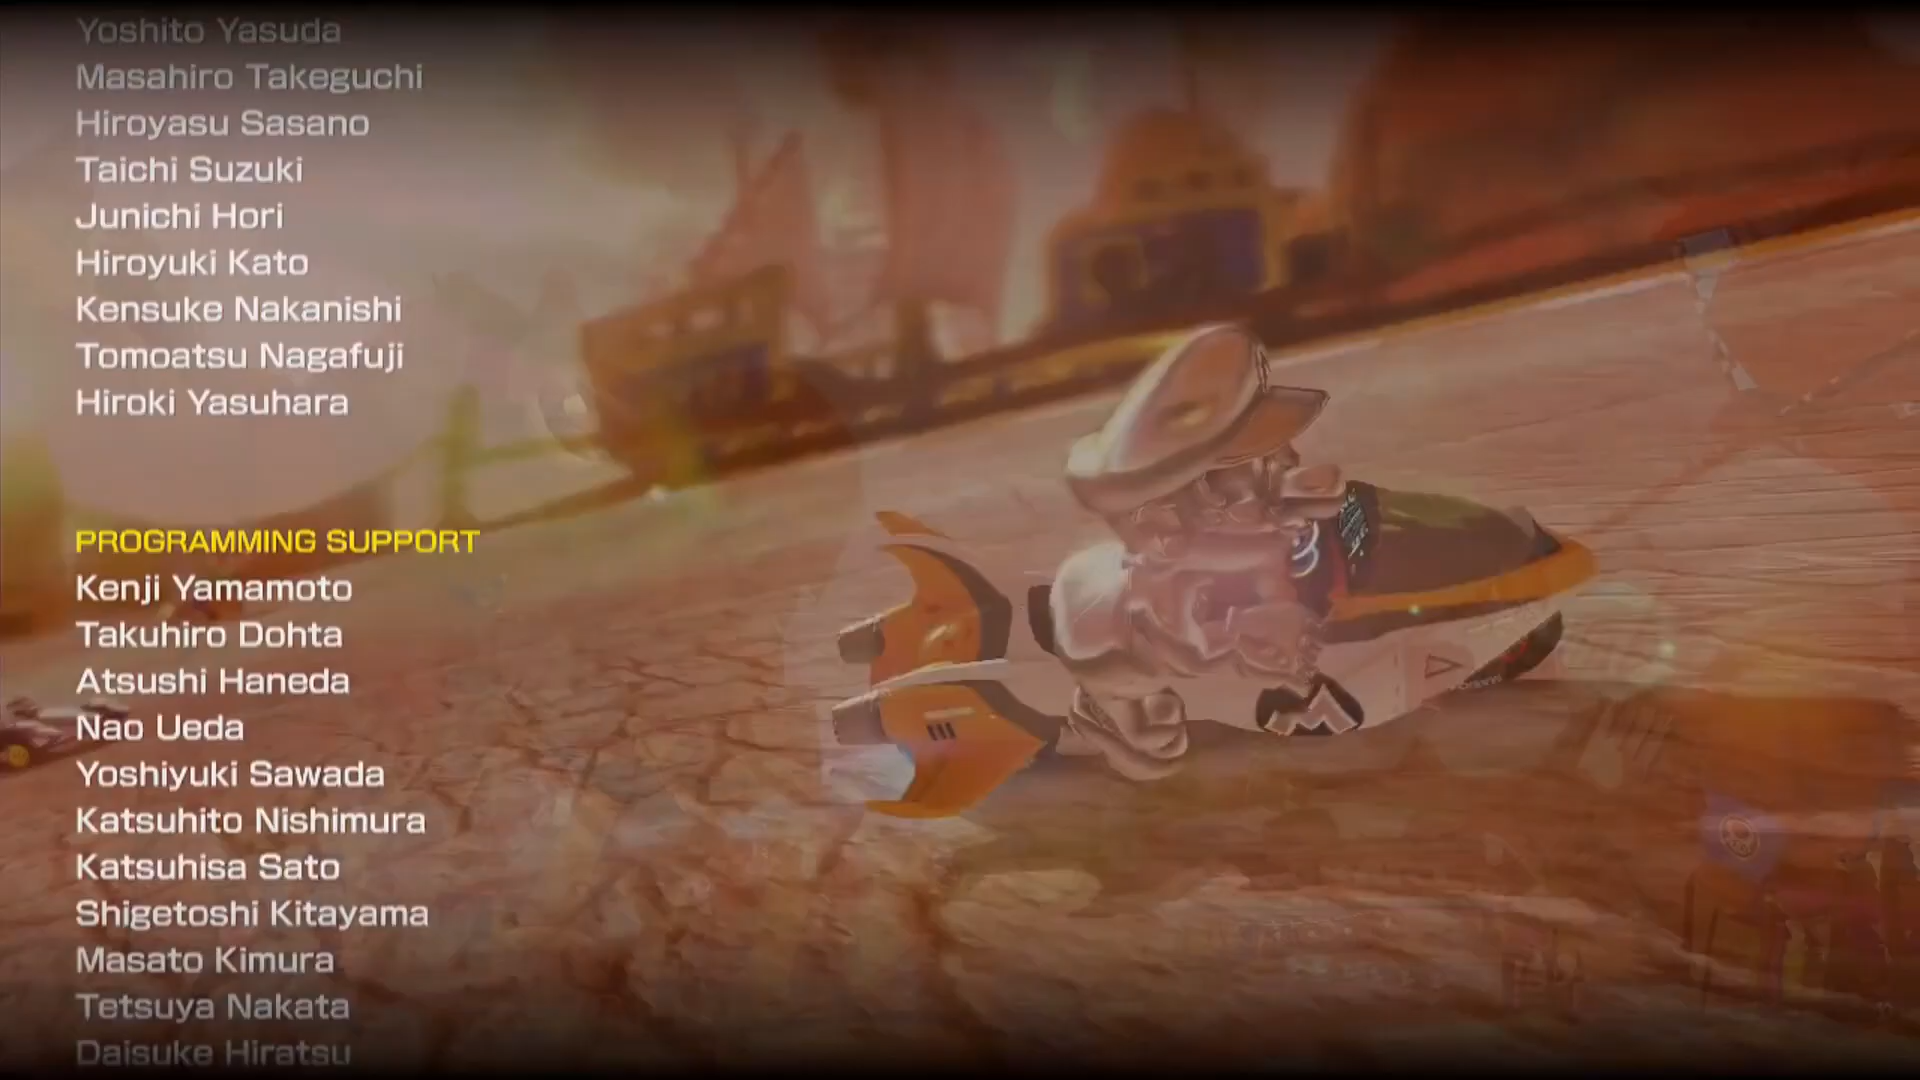 Yoshito Yasuda
Masahiro Takeguchi
Hiroyasu Sasano
Taichi Suzuki
Junichi Hori
Hiroyuki Kato
Kensuke Nakanishi
Tomoatsu Nagafuji
Hiroki Yasuhara
PROGRAMMING SUPPORT
Kenji Yamamoto
Takuhiro Dohta
Atsushi Haneda
Nao Ueda
Yoshiyuki Sawada
Katsuhito Nishimura
Katsuhisa Sato
Shigetoshi Kitayama
Masato Kimura
Tetsuya Nakata
Daisuke Hiratsu
M